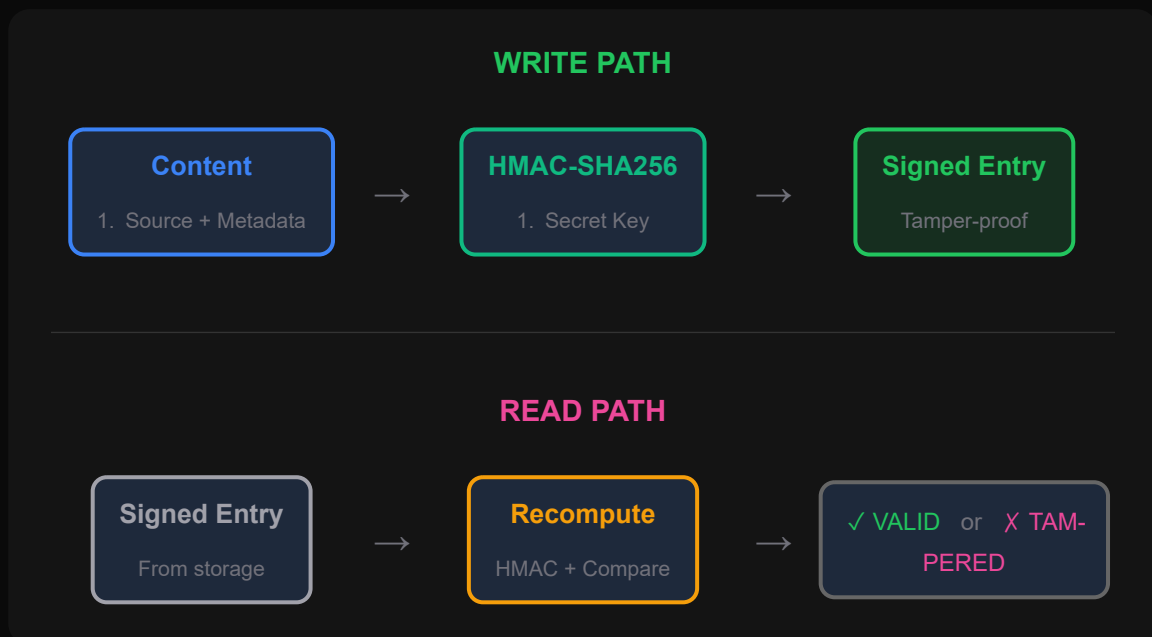 WRITE PATH
Content
1. Source + Metadata
→
HMAC-SHA256
1. Secret Key
→
Signed Entry
Tamper-proof
READ PATH
Signed Entry
From storage
→
Recompute
HMAC + Compare
→
✓ VALID or ✗ TAM-
PERED